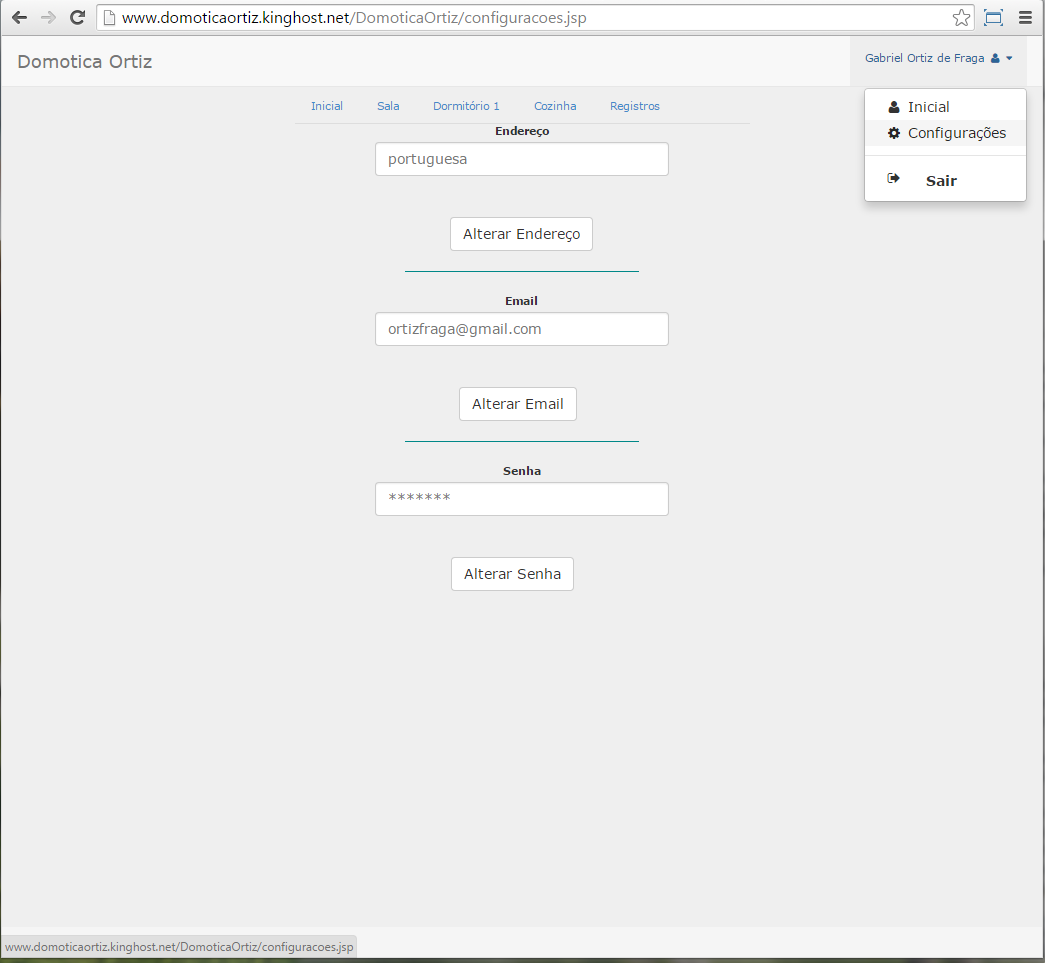 www.domoticaortiz.kinghost.net/DomoticaOrtiz/configuracoes.jsp
Domotica Ortiz
Gabriel Ortiz de Fraga
Inicial
Configurações
Sair
Inicial Sala Dormitório 1 Cozinha Registros
Endereço
portuguesa
Alterar Endereço
Email
ortizfraga@gmail.com
Alterar Email
Senha
*******
Alterar Senha
www.domoticaortiz.kinghost.net/DomoticaOrtiz/configuracoes.jsp